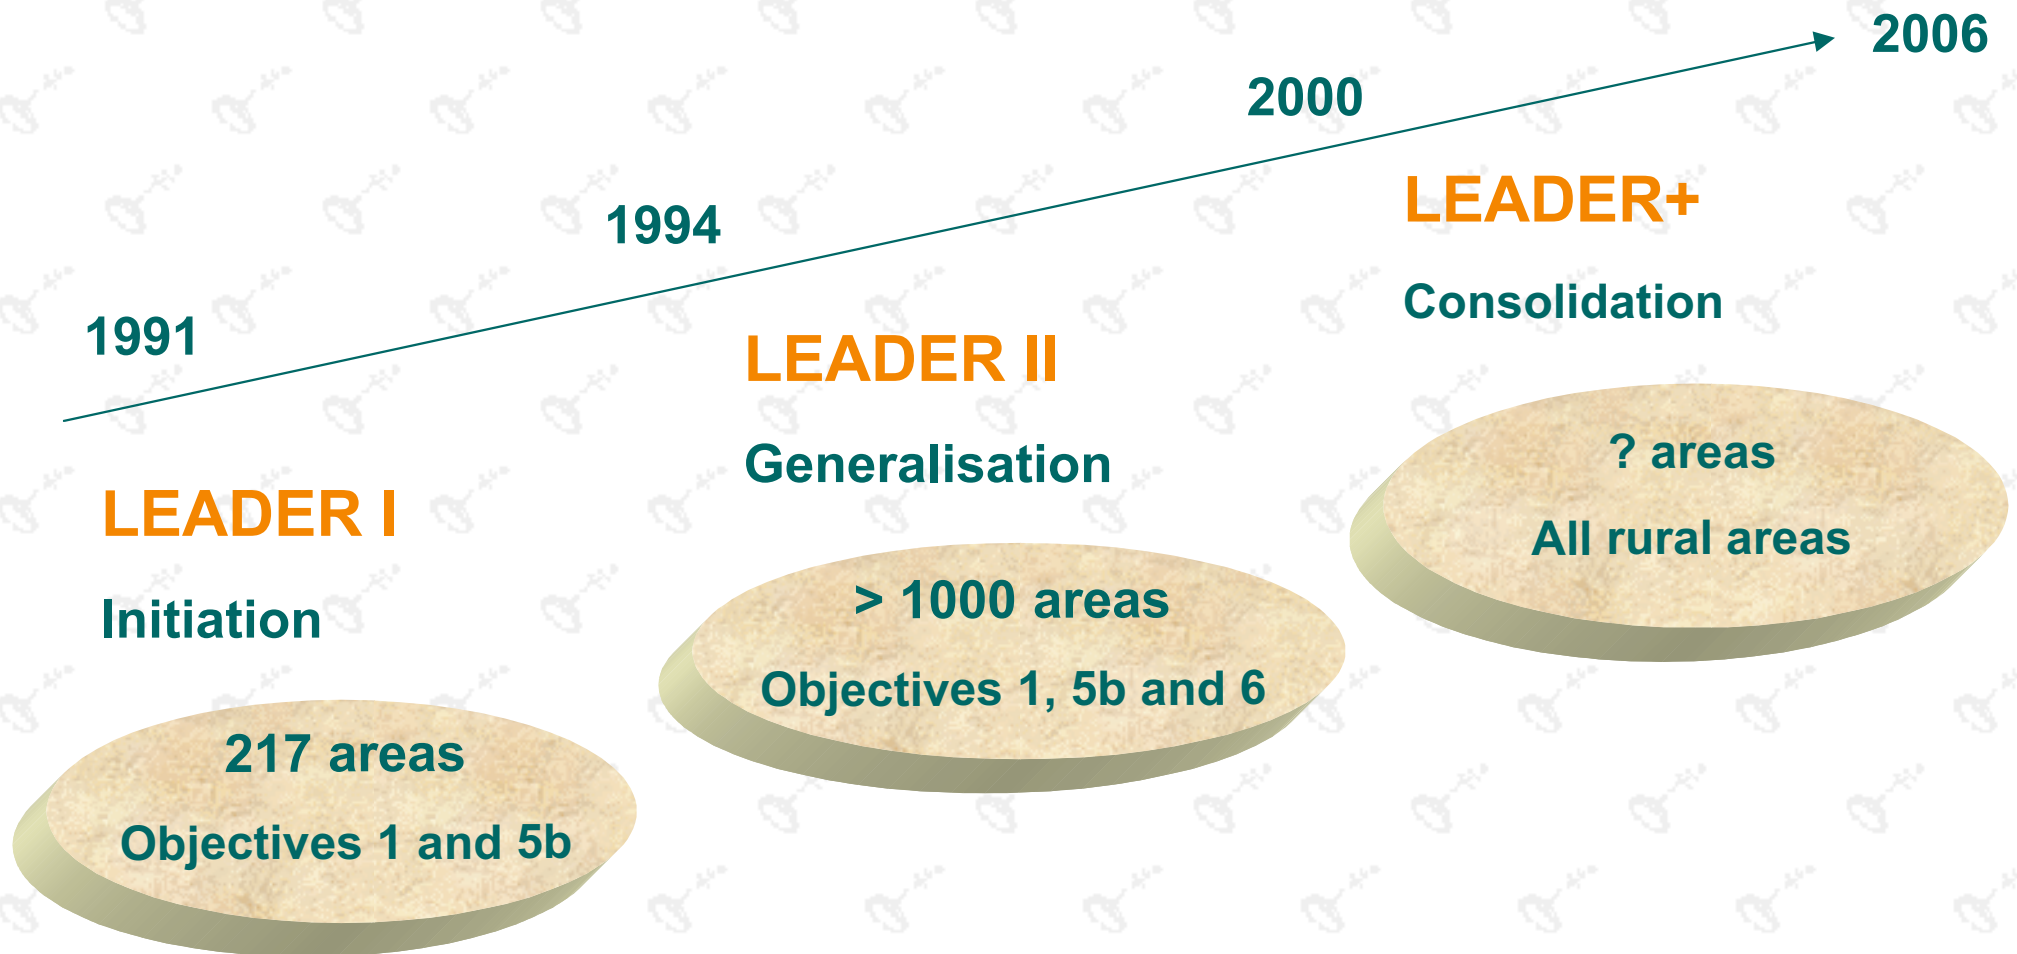 1991
1994
2000
2006
LEADER I
Initiation
217 areas
Objectives 1 and 5b
LEADER II
Generalisation
> 1000 areas
Objectives 1, 5b and 6
LEADER+
Consolidation
? areas
All rural areas